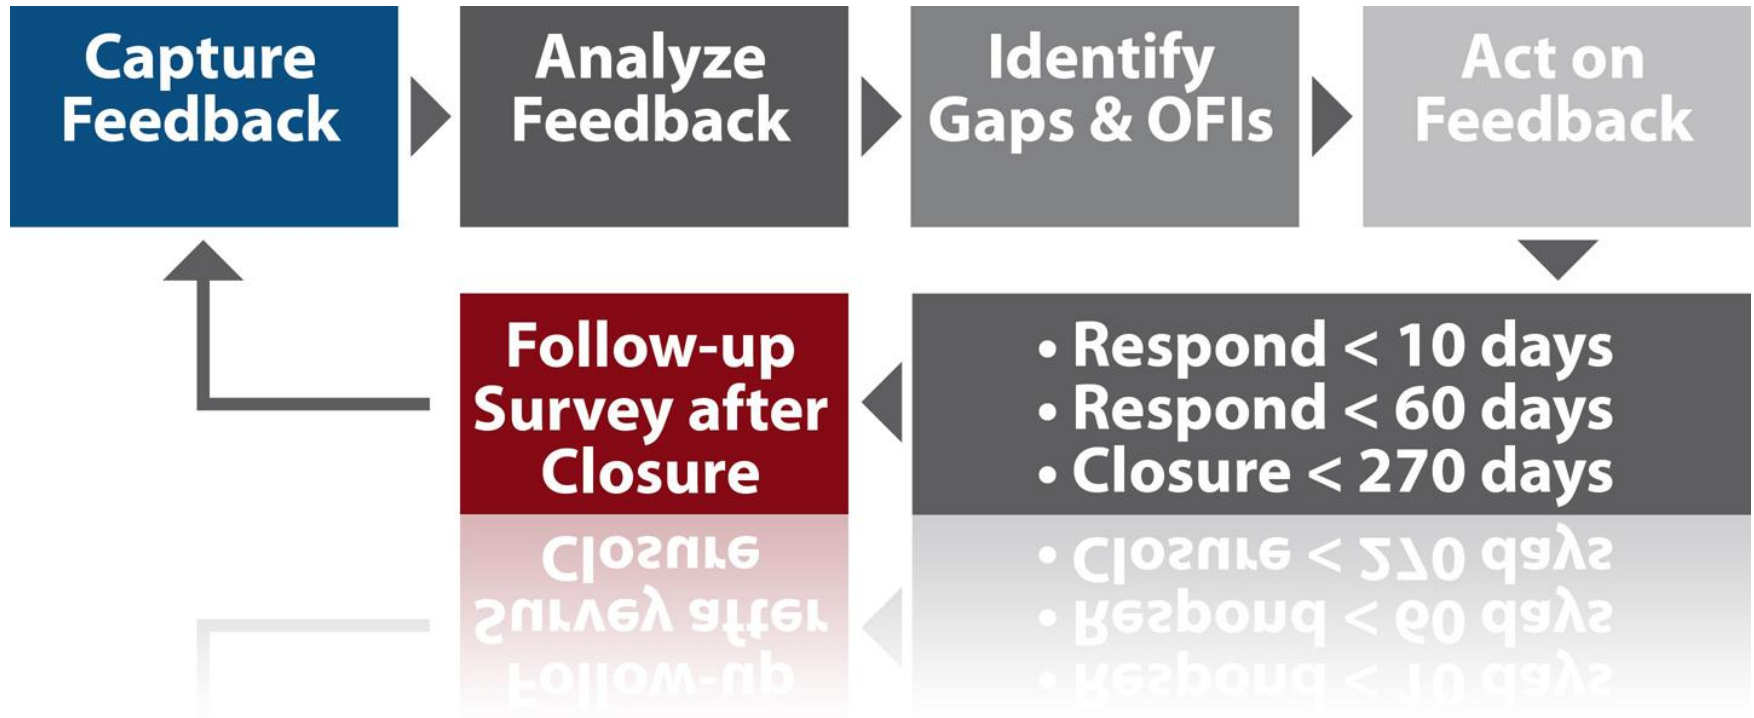 Capture
Feedback
Analyze
Feedback
Identify
Gaps & OFIs
Act on
Feedback
• Respond < 10 days
• Respond < 60 days
• Closure < 270 days
Follow-up
Survey after
Closure